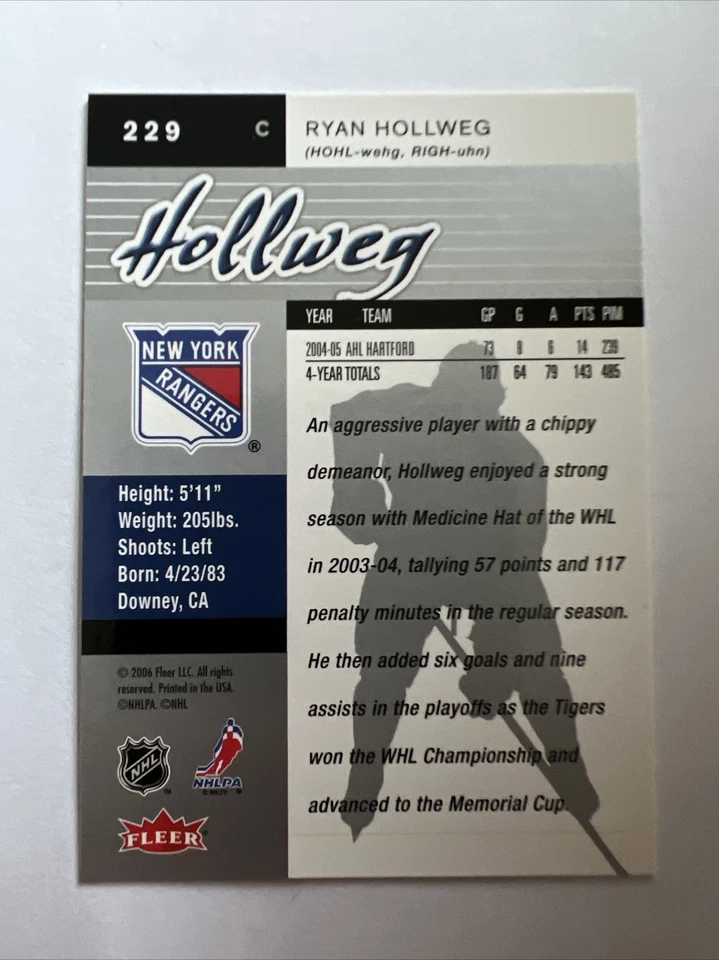 229 C
RYAN HOLLWEG
(HOHL-wehg, RIGH-uhn)
Hollweg
NEW YORK
RANGERS
®
Height: 5'11"
Weight: 205lbs.
Shoots: Left
Born: 4/23/83
Downey, CA
© 2006 Fleer LLC. All rights
reserved. Printed in the USA.
©NHLPA. ©NHL
NHL
TM
NHLPA
FLEER
YEAR TEAM GP G A PTS PIM
2004-05 AHL HARTFORD 73 8 6 14 239
4-YEAR TOTALS 187 64 79 143 485
An aggressive player with a chippy
demeanor, Hollweg enjoyed a strong
season with Medicine Hat of the WHL
in 2003-04, tallying 57 points and 117
penalty minutes in the regular season.
He then added six goals and nine
assists in the playoffs as the Tigers
won the WHL Championship and
advanced to the Memorial Cup.